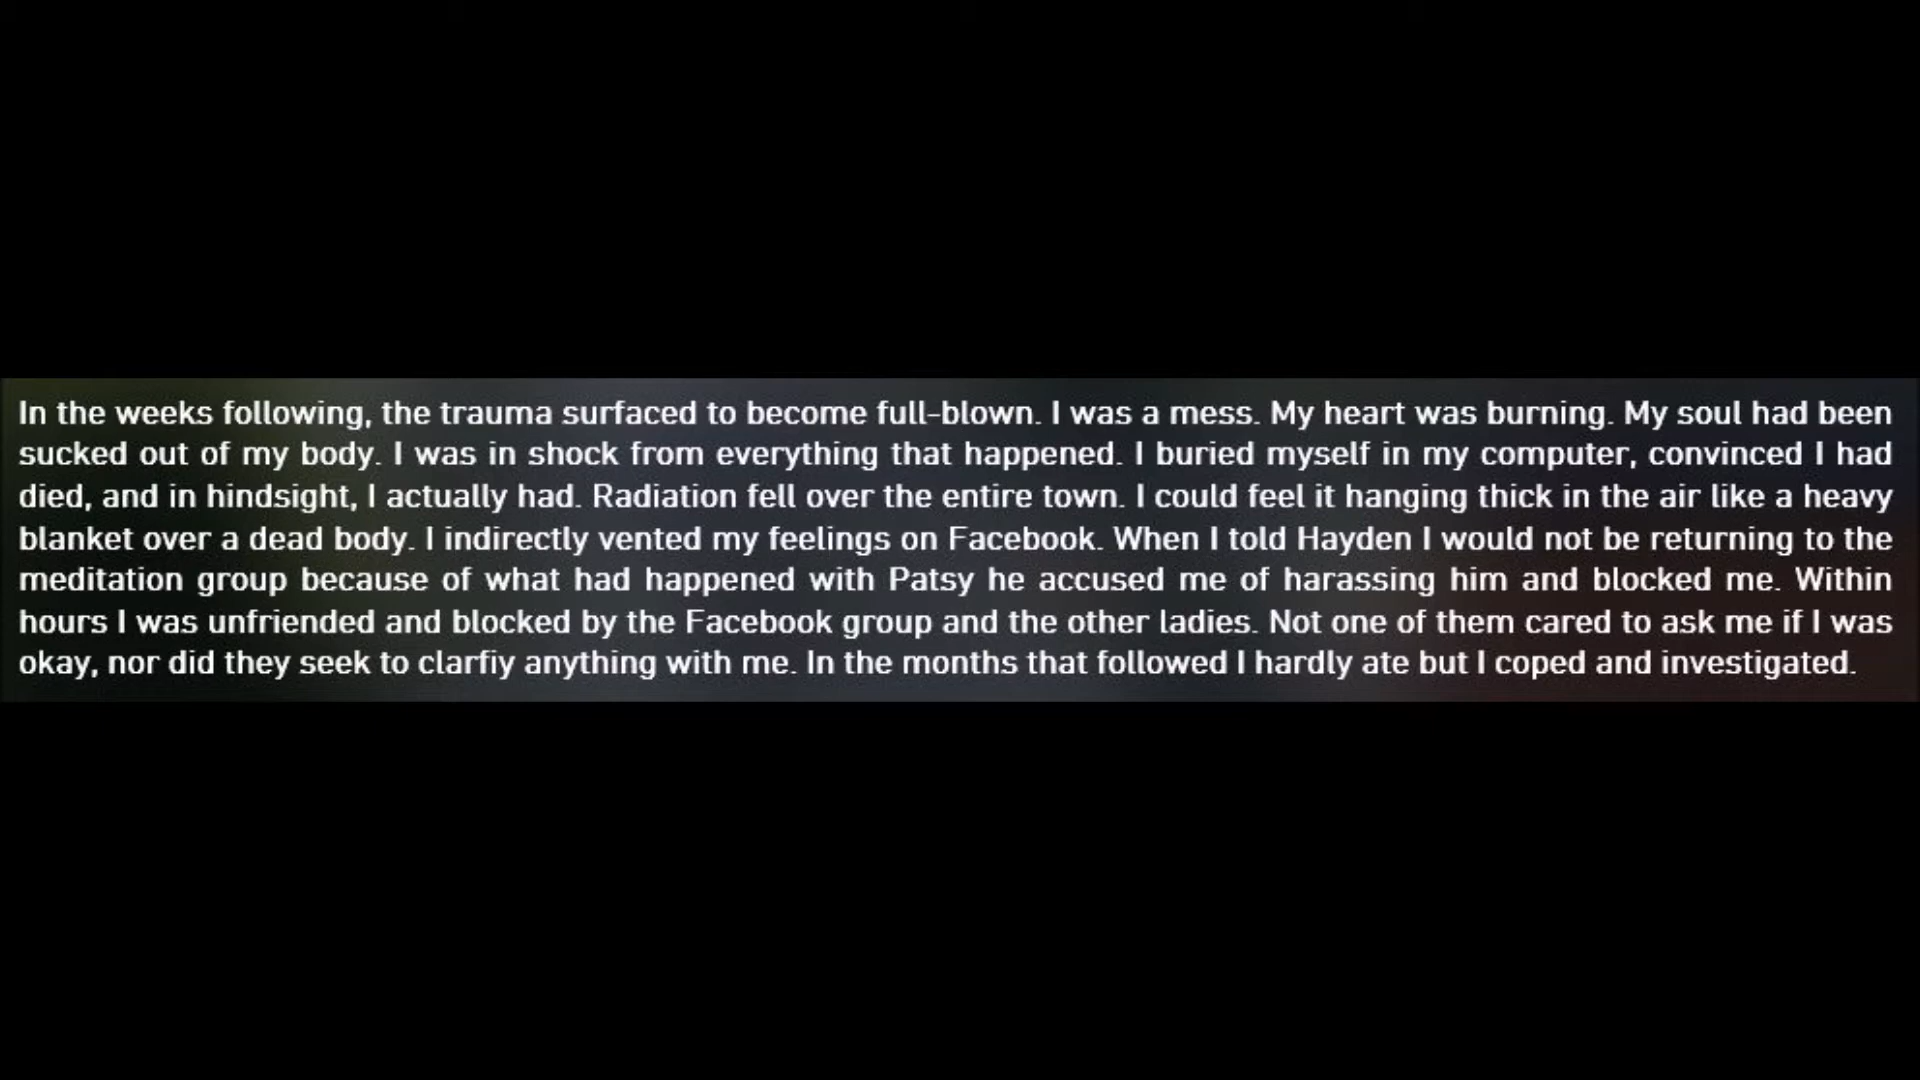 In the weeks following, the trauma surfaced to become full-blown. I was a mess. My heart was burning. My soul had been
sucked out of my body. I was in shock from everything that happened. I buried myself in my computer, convinced I had
died, and in hindsight, I actually had. Radiation fell over the entire town. I could feel it hanging thick in the air like a heavy
blanket over a dead body. I indirectly vented my feelings on Facebook. When I told Hayden I would not be returning to the
meditation group because of what had happened with Patsy he accused me of harassing him and blocked me. Within
hours I was unfriended and blocked by the Facebook group and the other ladies. Not one of them cared to ask me if I was
okay, nor did they seek to clarfiy anything with me. In the months that followed I hardly ate but I coped and investigated.